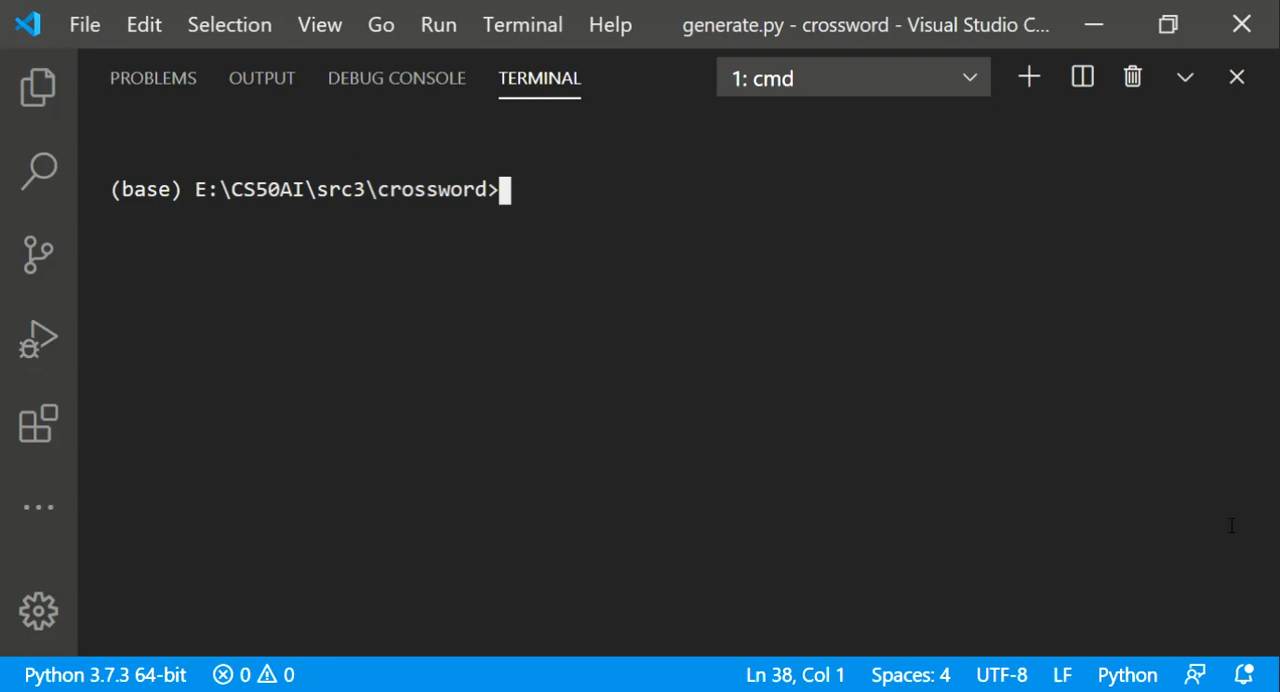 File Edit Selection View Go Run Terminal Help generate.py - crossword - Visual Studio C...
PROBLEMS OUTPUT DEBUG CONSOLE TERMINAL 1: cmd
(base) E:\CS50AI\src3\crossword>
Python 3.7.3 64-bit 0 0 Ln 38, Col 1 Spaces: 4 UTF-8 LF Python